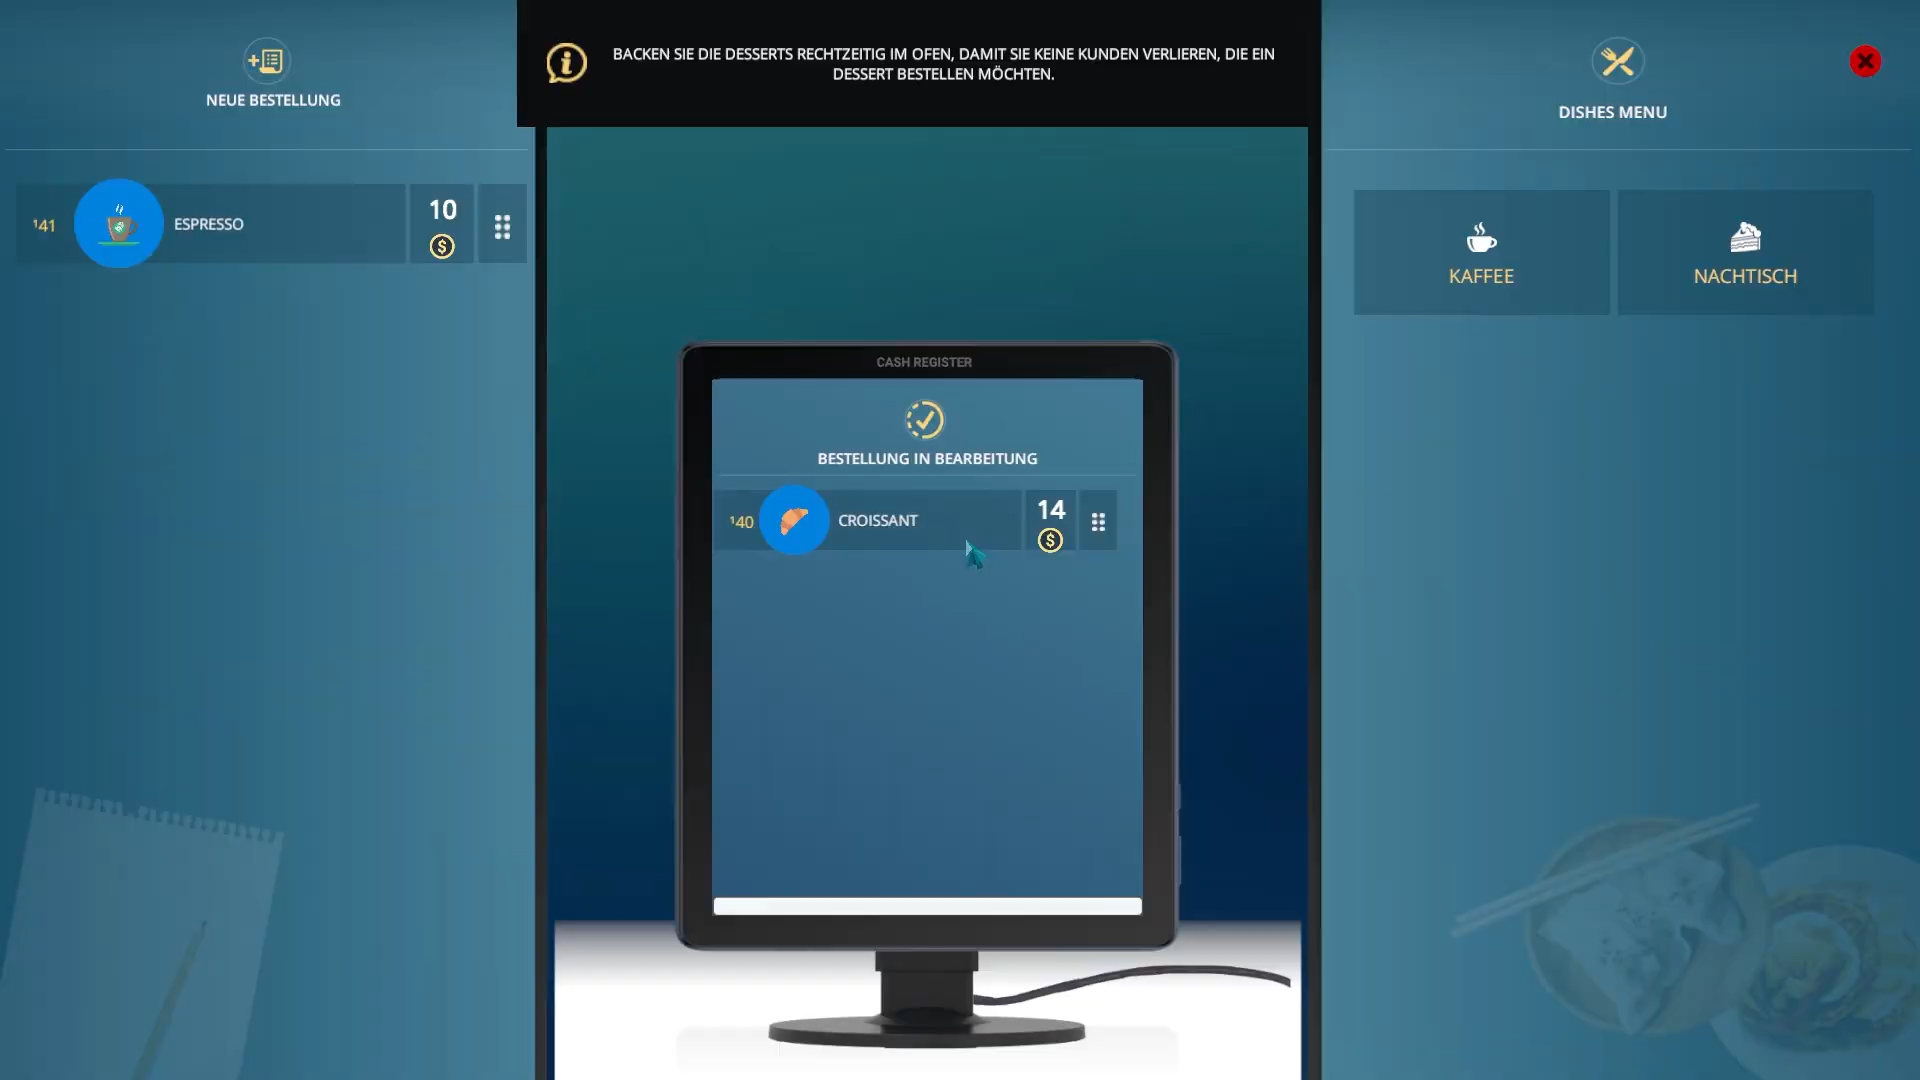 NEUE BESTELLUNG
BACKEN SIE DIE DESSERTS RECHTZEITIG IM OFEN, DAMIT SIE KEINE KUNDEN VERLIEREN, DIE EIN
DESSERT BESTELLEN MÖCHTEN.
DISHES MENU
141 ESPRESSO 10
KAFFEE
NACHTISCH
CASH REGISTER
BESTELLUNG IN BEARBEITUNG
140 CROISSANT 14